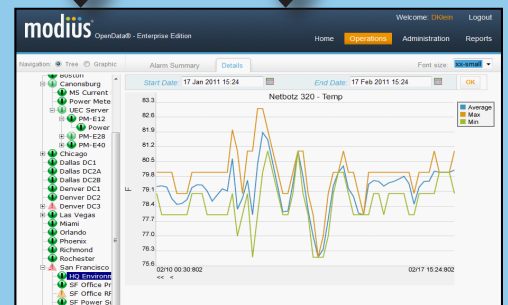 modius OpenData® - Enterprise Edition
Welcome: DKlein Logout
Home Operations Administration Reports
Navigation: Tree Graphic
Alarm Summary Details
Font size: xx-small
Start Date: 17 Jan 2011 15:24
End Date: 17 Feb 2011 15:24
OK
Boston
Canonsburg
MS Current
Power Mete
UEC Server
PM-E12
Power
PM-E28
PM-E40
Chicago
Dallas DC1
Dallas DC2A
Dallas DC2B
Denver DC1
Denver DC2
Denver DC3
Las Vegas
Miami
Orlando
Phoenix
Richmond
Rochester
San Francisco
HQ Environm
SF Office Pr
SF Office RF
SF Power Su
Netbotz 320 - Temp
83.3
82.6
81.9
81.2
80.5
79.8
79.1
78.4
77.7
77.0
76.3
75.6
F
Average
Max
Min
02/10 00:30:802
02/17 15:24:802
<< <